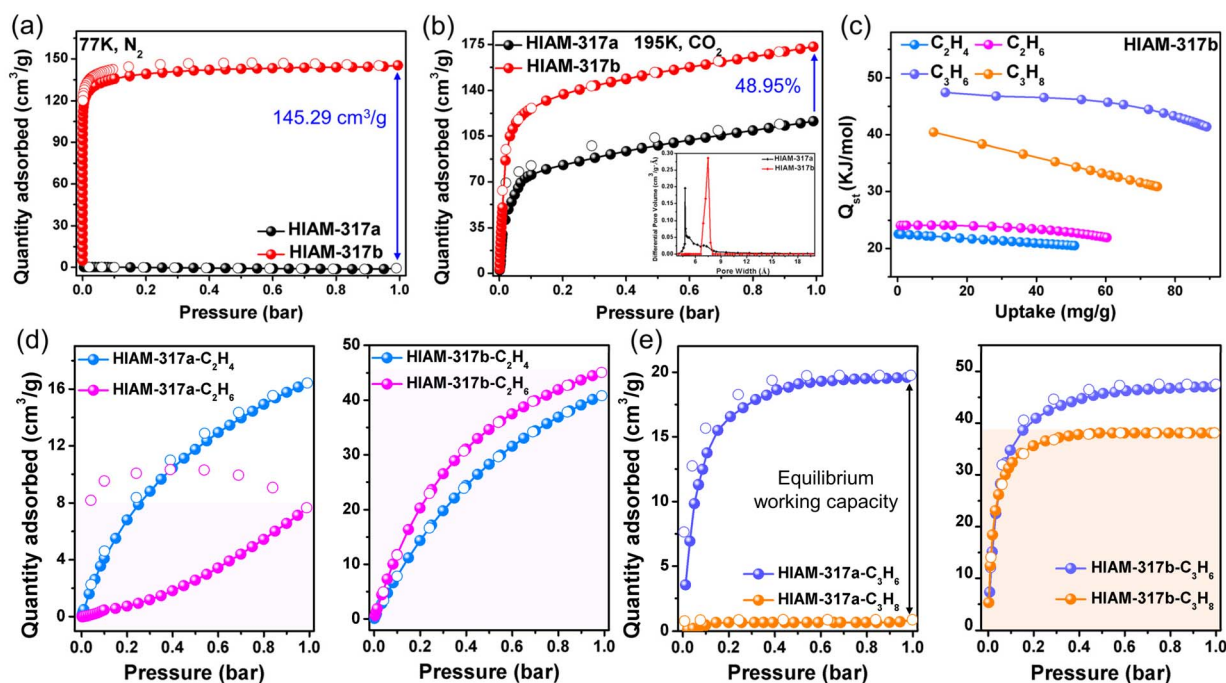 (a)
77K, N₂
145.29 cm³/g
HIAM-317a
HIAM-317b
Quantity adsorbed (cm³/g)
0
30
60
90
120
150
180
0.0
0.2
0.4
0.6
0.8
1.0
Pressure (bar)
(b)
HIAM-317a
HIAM-317b
195K, CO₂
48.95%
Quantity adsorbed (cm³/g)
0
35
70
105
140
175
0.0
0.2
0.4
0.6
0.8
1.0
Pressure (bar)
HIAM-317a
HIAM-317b
Pore Width (Å)
(c)
C₂H₄
C₂H₆
C₃H₆
C₃H₈
HIAM-317b
Qst (KJ/mol)
20
30
40
50
0
20
40
60
80
Uptake (mg/g)
(d)
HIAM-317a-C₂H₄
HIAM-317a-C₂H₆
Quantity adsorbed (cm³/g)
0
4
8
12
16
20
0.0
0.2
0.4
0.6
0.8
1.0
Pressure (bar)
HIAM-317b-C₂H₄
HIAM-317b-C₂H₆
0
10
20
30
40
50
0.0
0.2
0.4
0.6
0.8
1.0
Pressure (bar)
(e)
Equilibrium
working capacity
HIAM-317a-C₃H₆
HIAM-317a-C₃H₈
Quantity adsorbed (cm³/g)
0
5
10
15
20
0.0
0.2
0.4
0.6
0.8
1.0
Pressure (bar)
HIAM-317b-C₃H₆
HIAM-317b-C₃H₈
0
10
20
30
40
50
0.0
0.2
0.4
0.6
0.8
1.0
Pressure (bar)